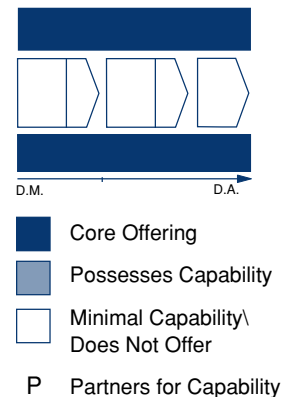 D.M. D.A.
Core Offering
Possesses Capability
Minimal Capability\
Does Not Offer
P Partners for Capability